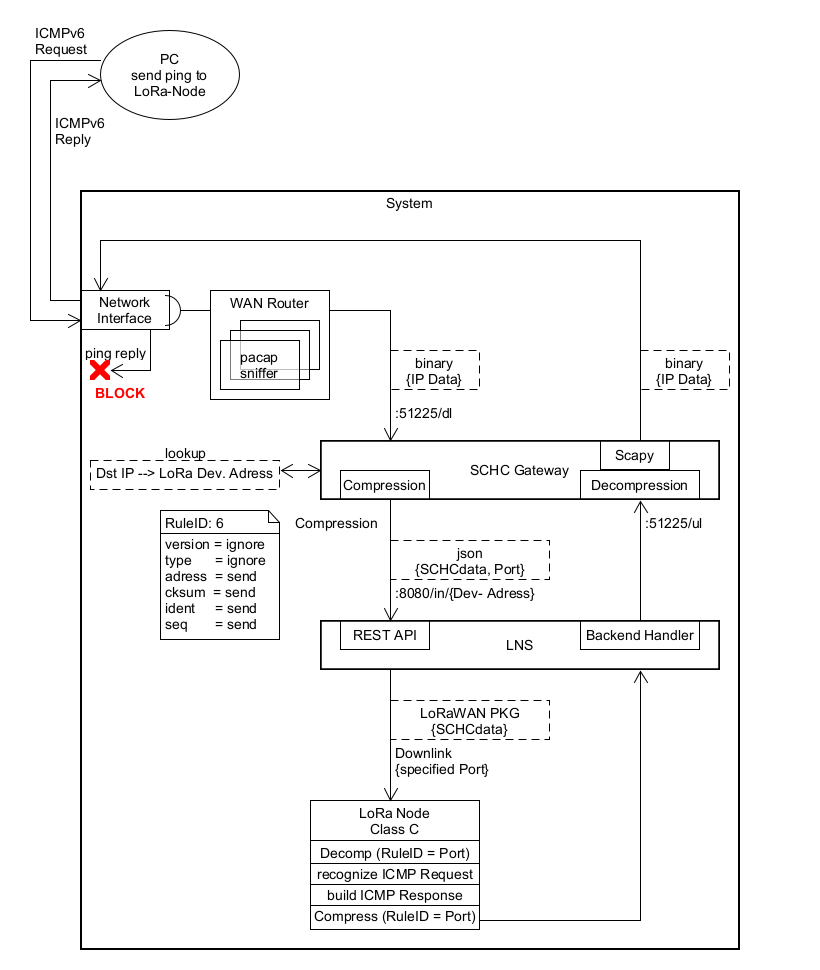 ICMPv6
Request
PC
send ping to
LoRa-Node
ICMPv6
Reply
System
Network
Interface
WAN Router
pacap
sniffer
ping reply
BLOCK
binary
{IP Data}
binary
{IP Data}
:51225/dl
lookup
Dst IP --> LoRa Dev. Adress
SCHC Gateway
Scapy
Compression
Decompression
RuleID: 6
version = ignore
type = ignore
adress = send
cksum = send
ident = send
seq = send
Compression
:51225/ul
json
{SCHCdata, Port}
:8080/in/{Dev- Adress}
REST API
LNS
Backend Handler
LoRaWAN PKG
{SCHCdata}
Downlink
{specified Port}
LoRa Node
Class C
Decomp (RuleID = Port)
recognize ICMP Request
build ICMP Response
Compress (RuleID = Port)